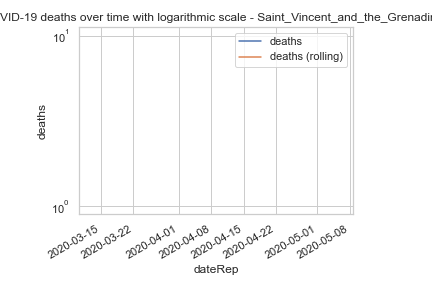 VID-19 deaths over time with logarithmic scale - Saint_Vincent_and_the_Grenadin
deaths
deaths (rolling)
10^1
deaths
10^0
2020-03-15
2020-03-22
2020-04-01
2020-04-08
2020-04-15
2020-04-22
2020-05-01
2020-05-08
dateRep